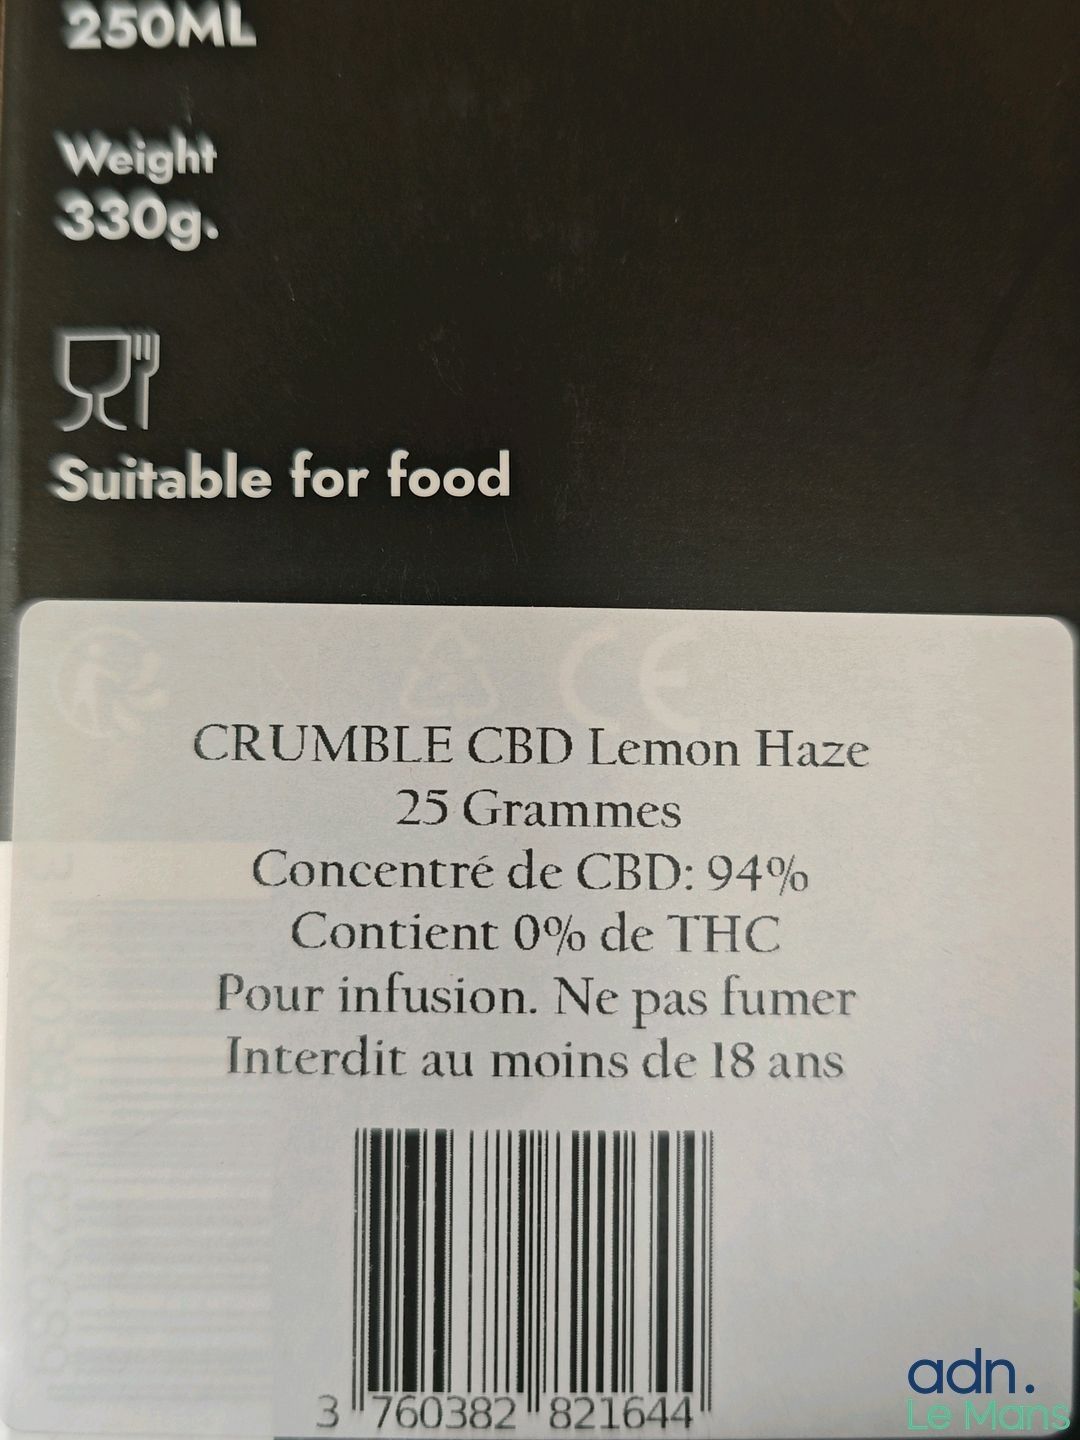 250ML
Weight
330g.
Suitable for food
CE
CRUMBLE CBD Lemon Haze
25 Grammes
Concentré de CBD: 94%
Contient 0% de THC
Pour infusion. Ne pas fumer
Interdit au moins de 18 ans
3 760382 821644
adn.
Le Mans